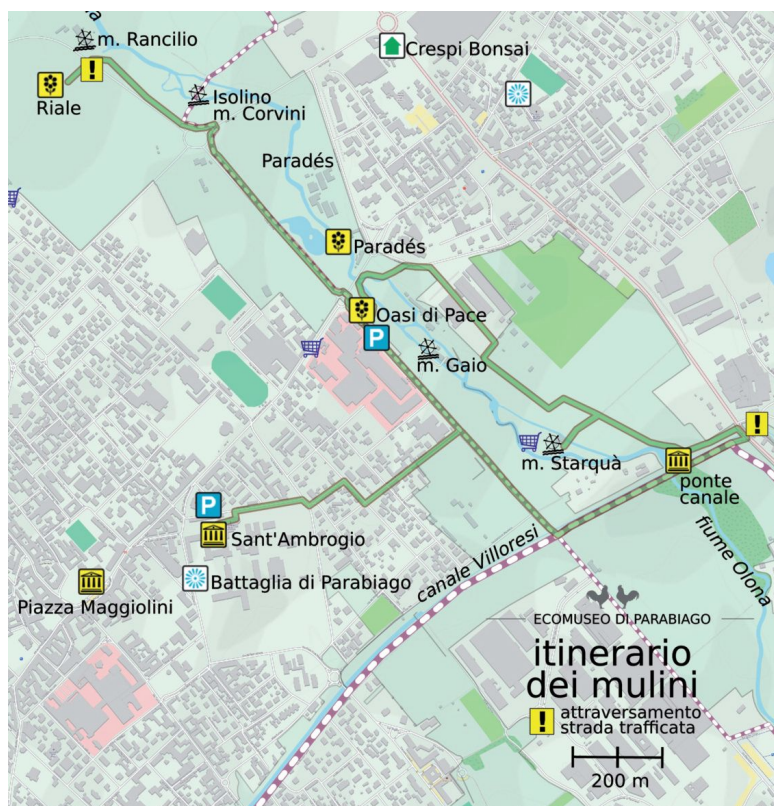 m. Rancilio
Crespi Bonsai
!
Riale
Isolino
m. Corvini
Paradés
Paradés
Oasi di Pace
P
m. Gaio
!
m. Starquà
ponte
canale
P
Sant'Ambrogio
canale Villoresi
fiume Olona
Battaglia di Parabiago
Piazza Maggiolini
ECOMUSEO DI PARABIAGO
itinerario
dei mulini
! attraversamento
strada trafficata
200 m